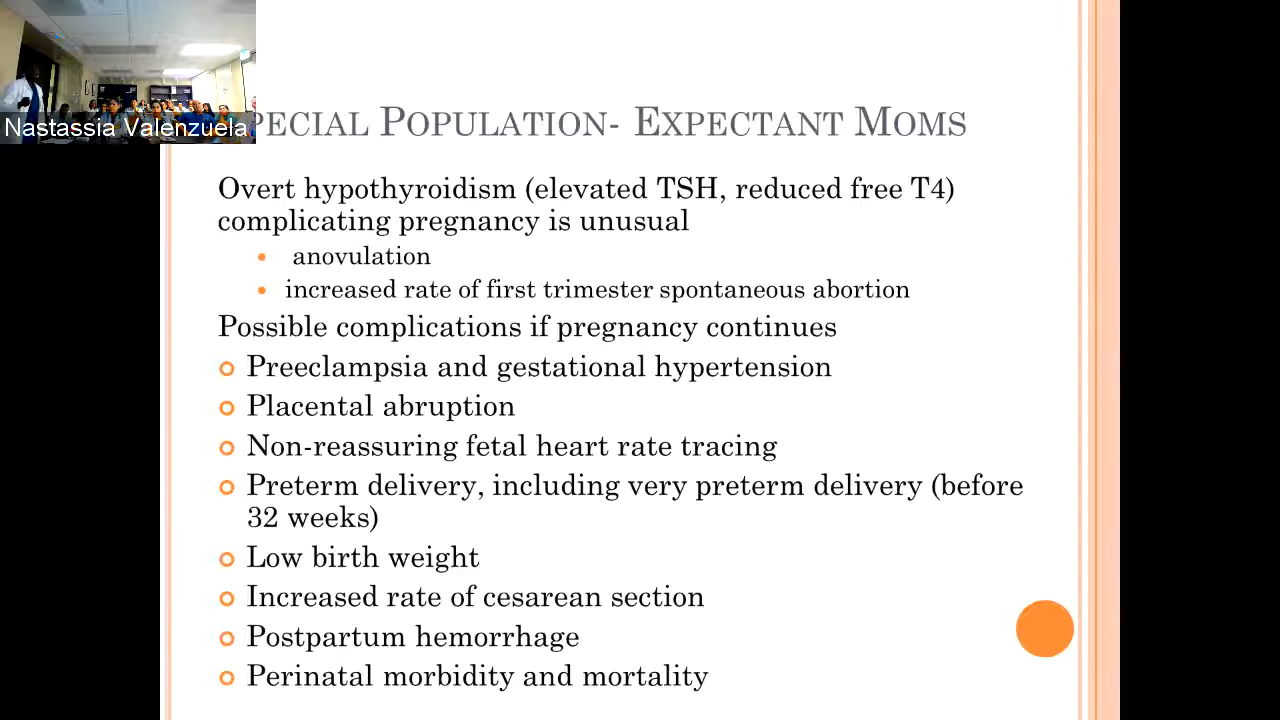 Nastassia Valenzuela
PECIAL POPULATION- EXPECTANT MOMS
Overt hypothyroidism (elevated TSH, reduced free T4)
complicating pregnancy is unusual
• anovulation
• increased rate of first trimester spontaneous abortion
Possible complications if pregnancy continues
Preeclampsia and gestational hypertension
Placental abruption
Non-reassuring fetal heart rate tracing
Preterm delivery, including very preterm delivery (before
32 weeks)
Low birth weight
Increased rate of cesarean section
Postpartum hemorrhage
Perinatal morbidity and mortality